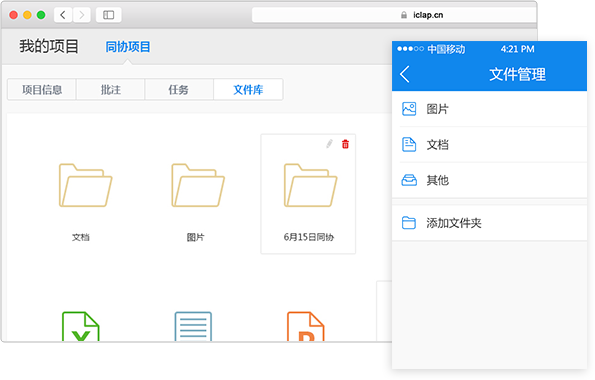 iclap.cn
我的项目 同协项目
项目信息 批注 任务 文件库
文档 图片 6月15日同协
X P
中国移动 4:21 PM
文件管理
图片
文档
其他
添加文件夹